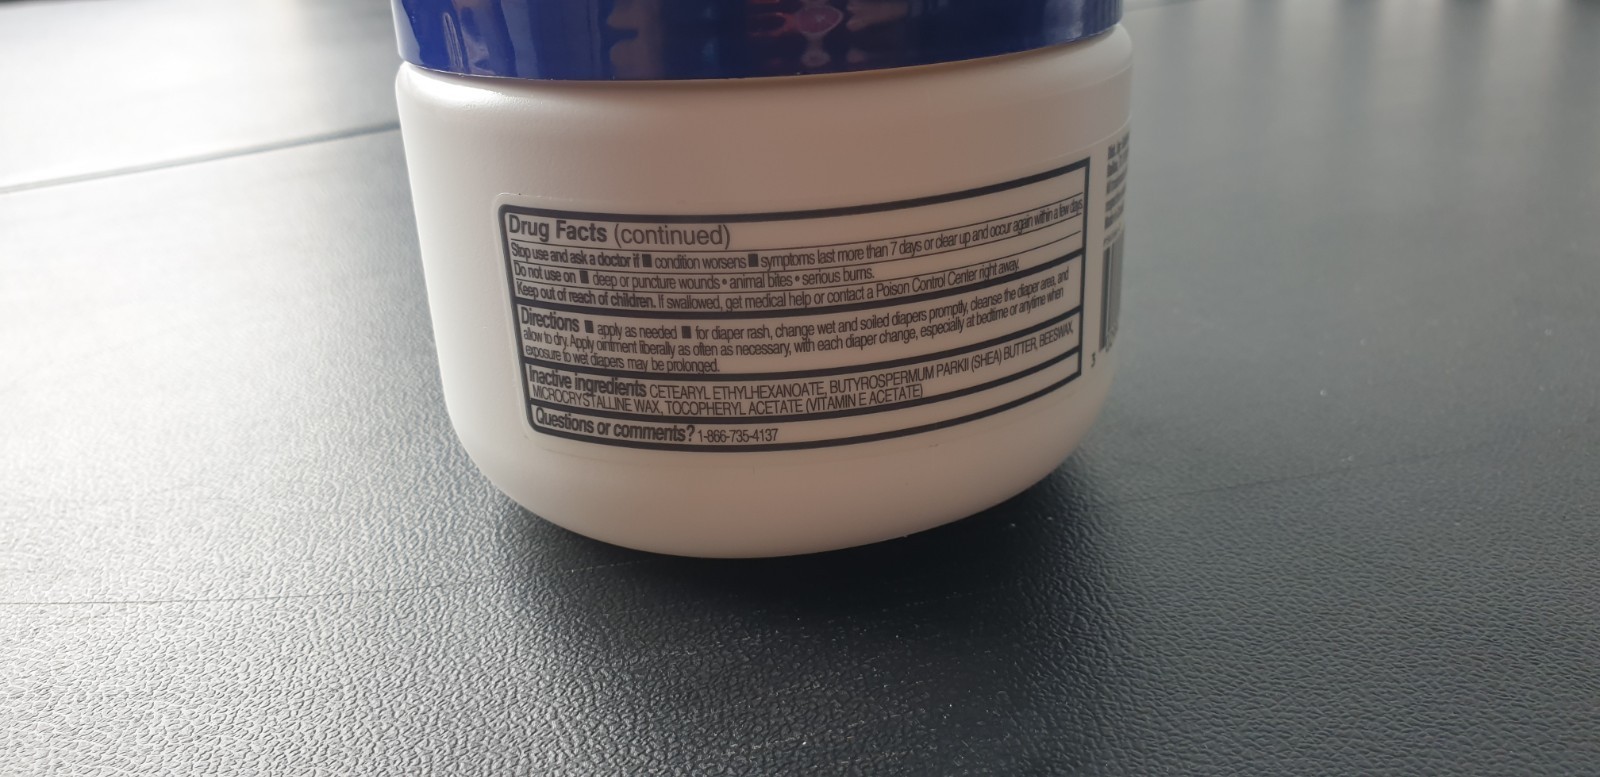 Drug Facts (continued)
Stop use and ask a doctor if ■ condition worsens ■ symptoms last more than 7 days or clear up and occur again within a few days
Do not use on ■ deep or puncture wounds • animal bites • serious burns.
Keep out of reach of children. If swallowed, get medical help or contact a Poison Control Center right away.
Directions ■ apply as needed ■ for diaper rash, change wet and soiled diapers promptly, cleanse the diaper area, and
allow to dry. Apply ointment liberally as often as necessary, with each diaper change, especially at bedtime or anytime when
exposure to wet diapers may be prolonged.
Inactive ingredients CETEARYL ETHYLHEXANOATE, BUTYROSPERMUM PARKII (SHEA) BUTTER, BEESWAX,
MICROCRYSTALLINE WAX, TOCOPHERYL ACETATE (VITAMIN E ACETATE)
Questions or comments? 1-866-735-4137
3